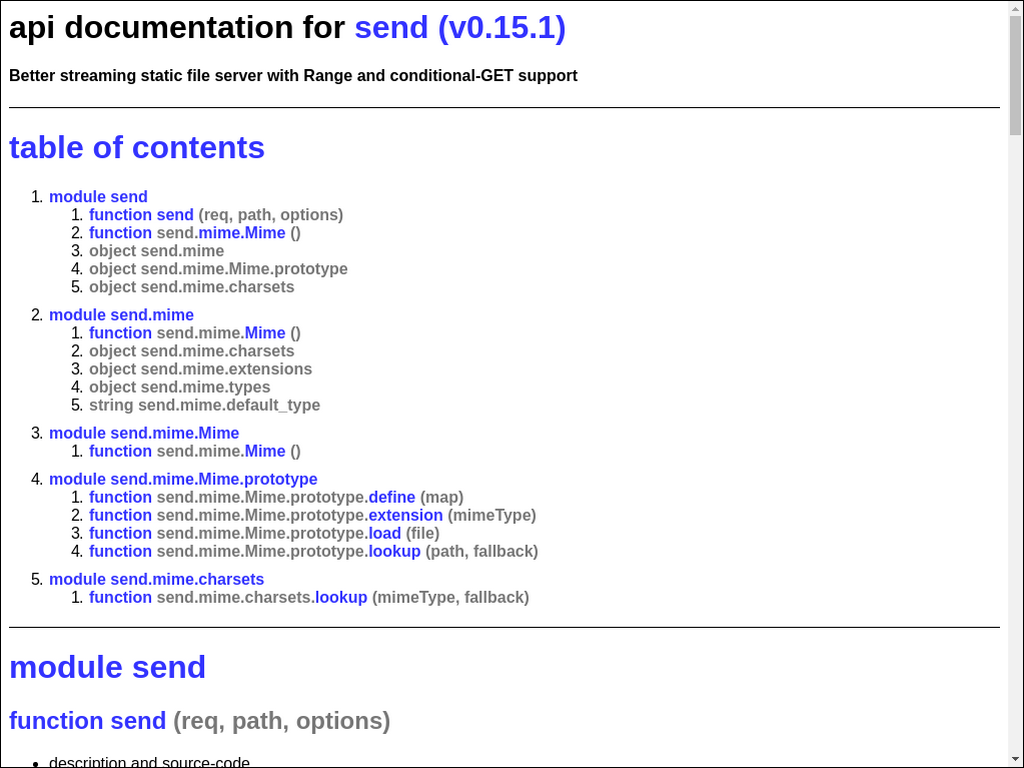 api documentation for send (v0.15.1)
Better streaming static file server with Range and conditional-GET support
table of contents
1. module send
1. function send (req, path, options)
2. function send.mime.Mime ()
3. object send.mime
4. object send.mime.Mime.prototype
5. object send.mime.charsets
2. module send.mime
1. function send.mime.Mime ()
2. object send.mime.charsets
3. object send.mime.extensions
4. object send.mime.types
5. string send.mime.default_type
3. module send.mime.Mime
1. function send.mime.Mime ()
4. module send.mime.Mime.prototype
1. function send.mime.Mime.prototype.define (map)
2. function send.mime.Mime.prototype.extension (mimeType)
3. function send.mime.Mime.prototype.load (file)
4. function send.mime.Mime.prototype.lookup (path, fallback)
5. module send.mime.charsets
1. function send.mime.charsets.lookup (mimeType, fallback)
module send
function send (req, path, options)
• description and source-code